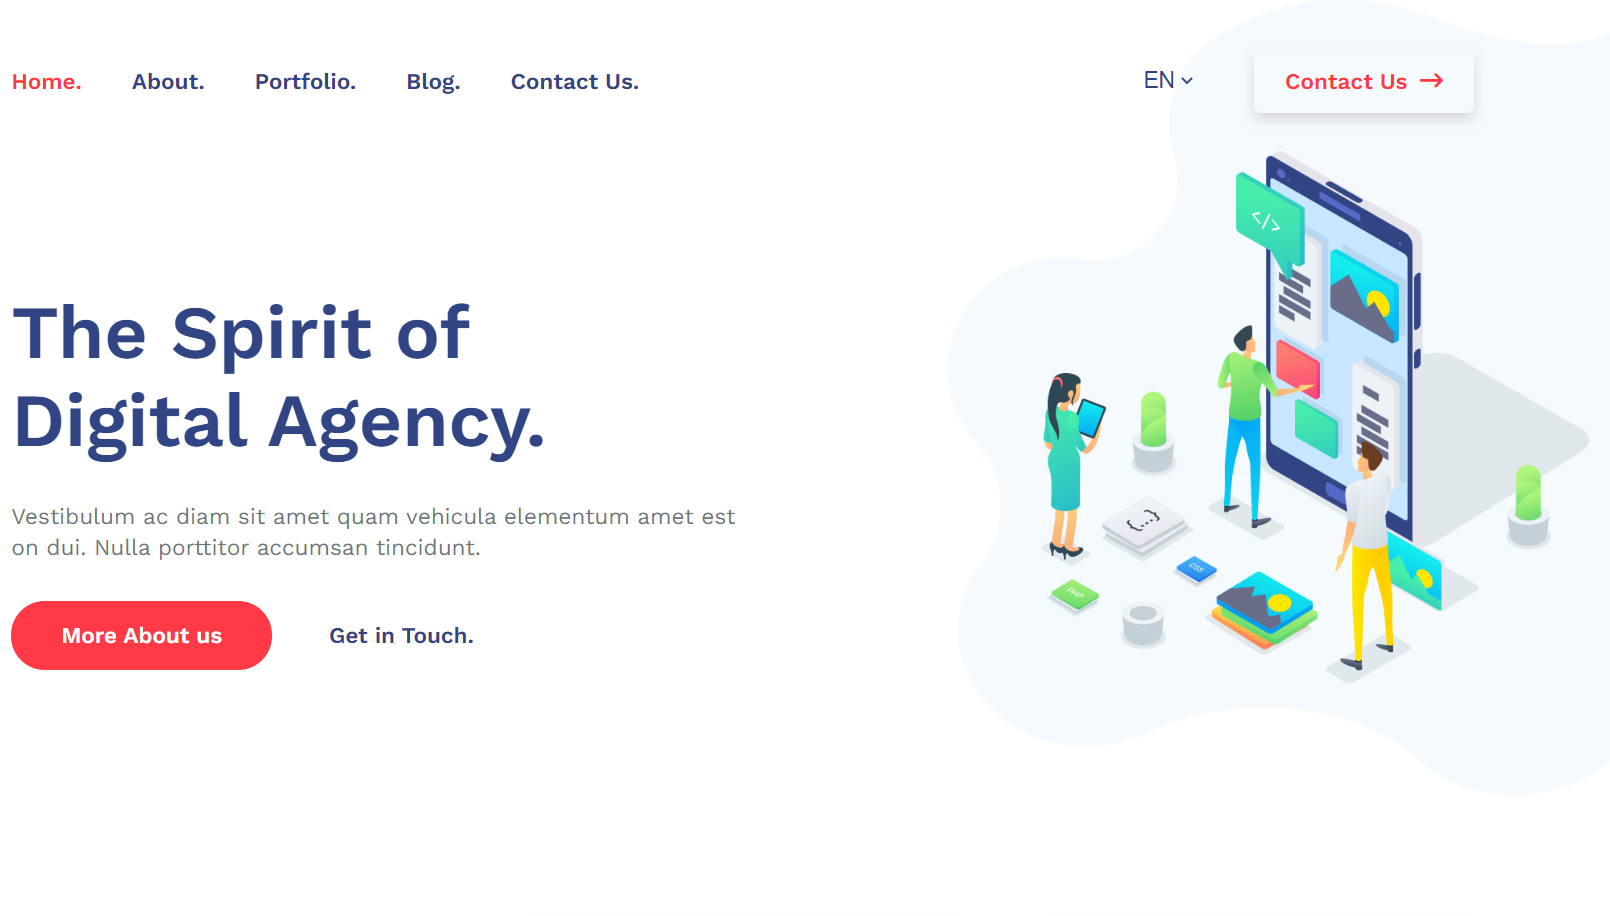 Home. About. Portfolio. Blog. Contact Us. EN Contact Us →
</>
The Spirit of
Digital Agency.
Vestibulum ac diam sit amet quam vehicula elementum amet est
on dui. Nulla porttitor accumsan tincidunt.
More About us Get in Touch.
{...}
CSS
PHP